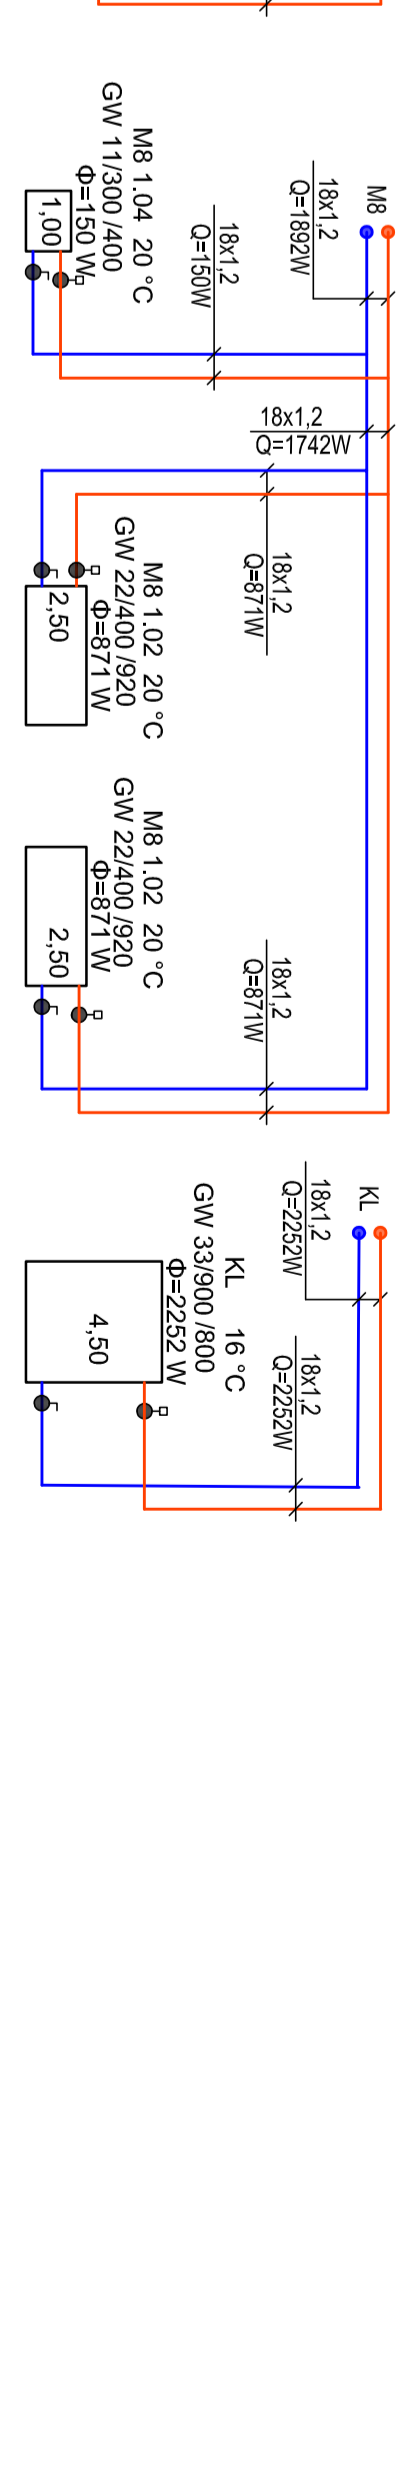 M8
18x1,2
Q=1892W
M8 1.04 20 °C
GW 11/300 /400
Φ=150 W
1,00
18x1,2
Q=150W
18x1,2
Q=1742W
18x1,2
Q=871W
M8 1.02 20 °C
GW 22/400 /920
Φ=871 W
2,50
M8 1.02 20 °C
GW 22/400 /920
Φ=871 W
2,50
18x1,2
Q=871W
KL
18x1,2
Q=2252W
KL 16 °C
GW 33/900 /800
Φ=2252 W
4,50
18x1,2
Q=2252W